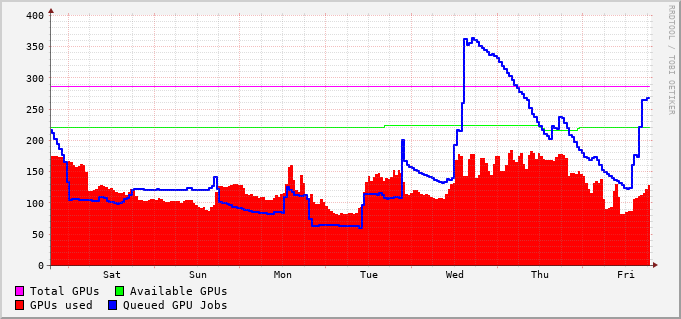 400
350
300
250
200
150
100
50
0
Sat Sun Mon Tue Wed Thu Fri
Total GPUs Available GPUs
GPUs used Queued GPU Jobs
RRDTOOL / TOBI OETIKER